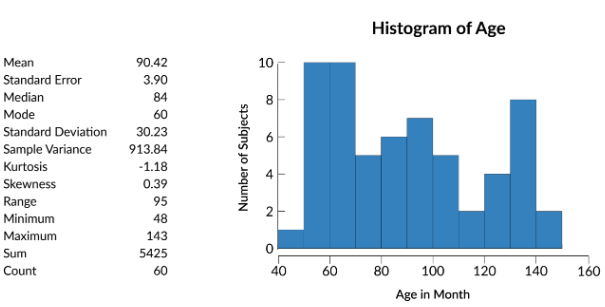 Histogram of Age
Mean 90.42
Standard Error 3.90
Median 84
Mode 60
Standard Deviation 30.23
Sample Variance 913.84
Kurtosis -1.18
Skewness 0.39
Range 95
Minimum 48
Maximum 143
Sum 5425
Count 60
Number of Subjects
10
8
6
4
2
0
40 60 80 100 120 140 160
Age in Month